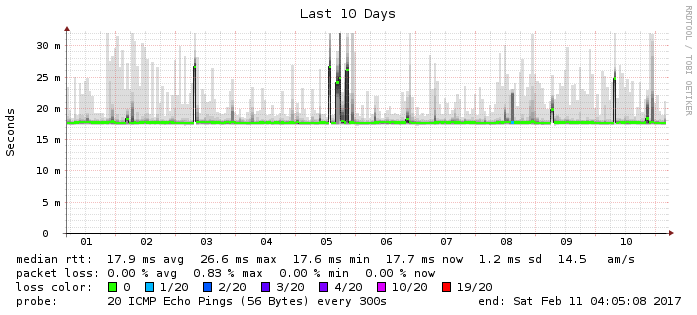 Last 10 Days
RRDTOOL / TOBI OETIKER
Seconds
30 m
25 m
20 m
15 m
10 m
5 m
0
01 02 03 04 05 06 07 08 09 10
median rtt: 17.9 ms avg 26.6 ms max 17.6 ms min 17.7 ms now 1.2 ms sd 14.5 am/s
packet loss: 0.00 % avg 0.83 % max 0.00 % min 0.00 % now
loss color: 0 1/20 2/20 3/20 4/20 10/20 19/20
probe: 20 ICMP Echo Pings (56 Bytes) every 300s end: Sat Feb 11 04:05:08 2017